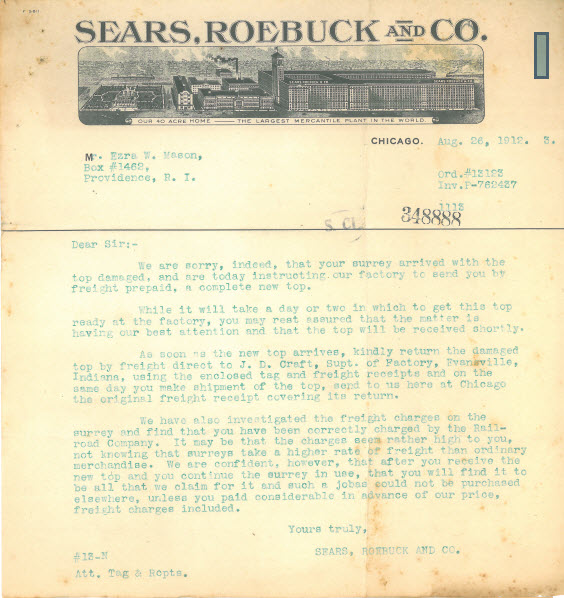 SEARS, ROEBUCK AND CO.
OUR 40 ACRE HOME — THE LARGEST MERCANTILE PLANT IN THE WORLD.
CHICAGO. Aug. 26, 1912. 3.
Mr. Ezra W. Mason,
Box #1462,
Providence, R. I.
Ord.#13123
Inv.F-762437
1113
348888
S. Cl.
Dear Sir:-
We are sorry, indeed, that your surrey arrived with the
top damaged, and are today instructing our factory to send you by
freight prepaid, a complete new top.
While it will take a day or two in which to get this top
ready at the factory, you may rest assured that the matter is
having our best attention and that the top will be received shortly.
As soon as the new top arrives, kindly return the damaged
top by freight direct to J. D. Craft, Supt. of Factory, Evansville,
Indiana, using the enclosed tag and freight receipts and on the
same day you make shipment of the top, send to us here at Chicago
the original freight receipt covering its return.
We have also investigated the freight charges on the
surrey and find that you have been correctly charged by the Rail-
road Company. It may be that the charges seem rather high to you,
not knowing that surreys take a higher rate of freight than ordinary
merchandise. We are confident, however, that after you receive the
new top and you continue the surrey in use, that you will find it to
be all that we claim for it and such a jobas could not be purchased
elsewhere, unless you paid considerable in advance of our price,
freight charges included.
Yours truly,
SEARS, ROEBUCK AND CO.
#13-N
Att. Tag & Rcpts.